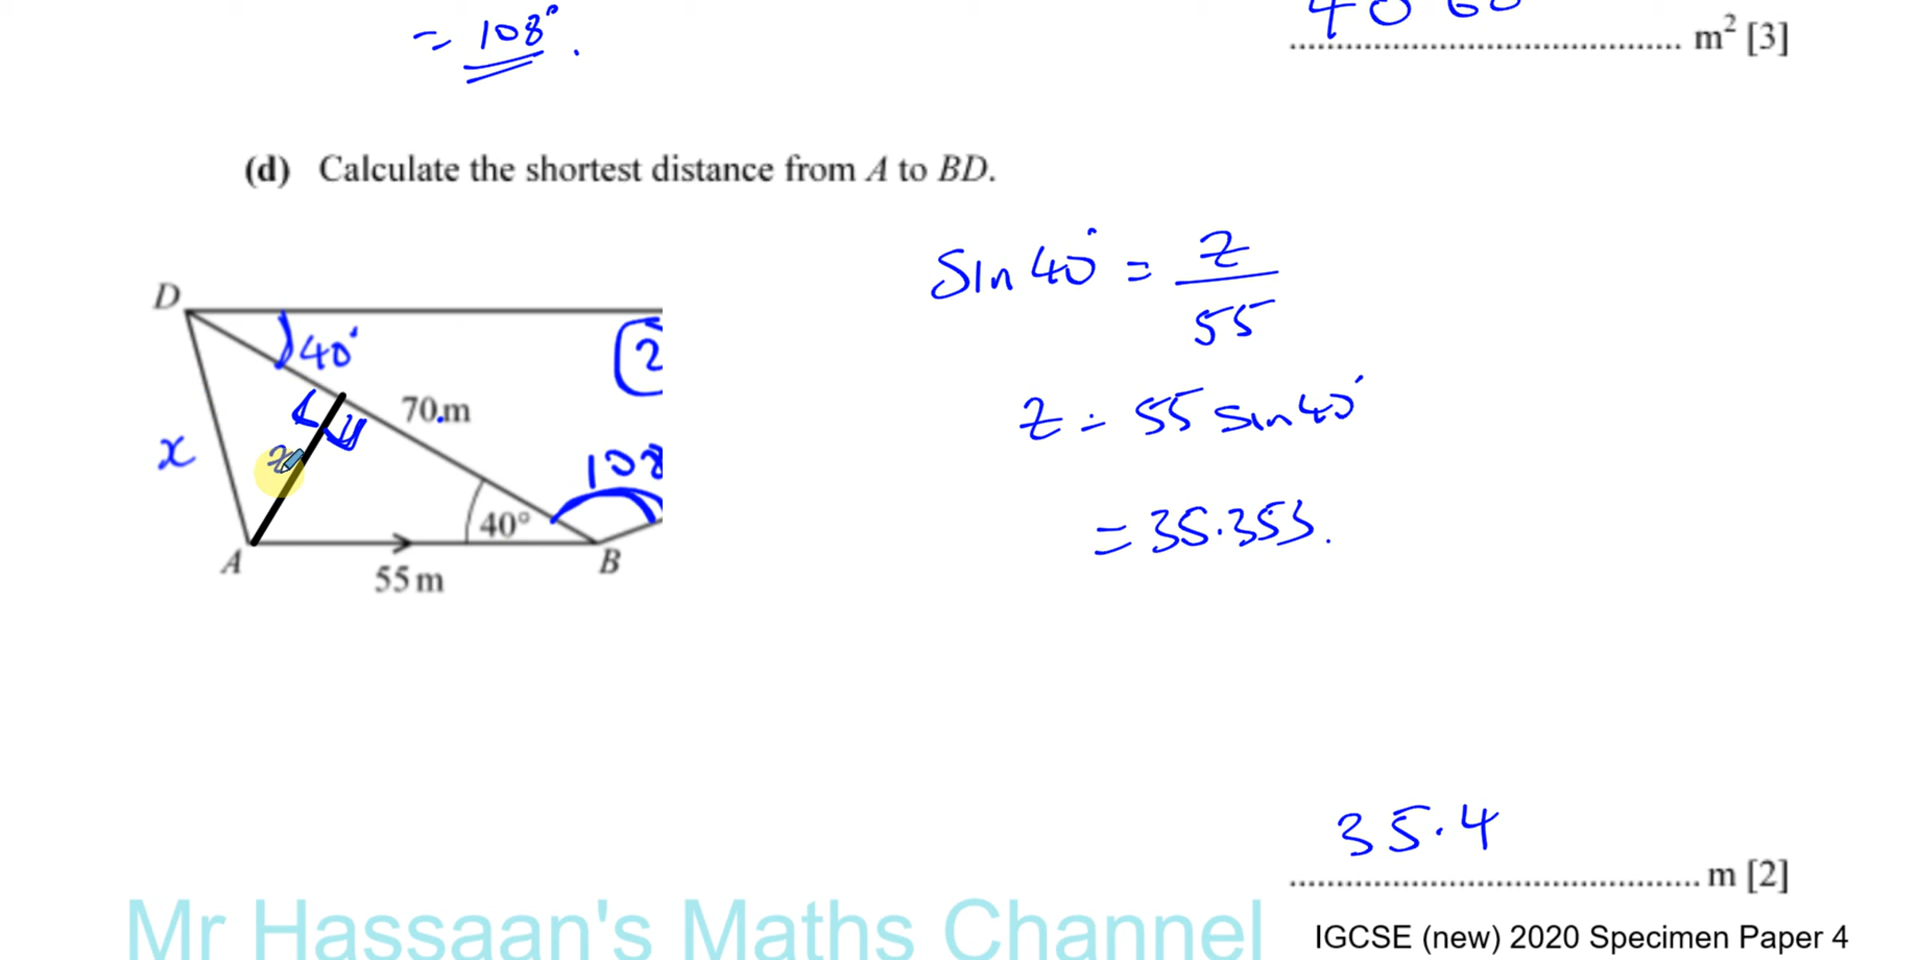 = 108°.
m² [3]
(d) Calculate the shortest distance from A to BD.
Sin 40° = z
55
D
40°
(2
70 m
z = 55 sin 40°
x
z
108
= 35.353.
40°
A
B
55 m
35.4
m [2]
Mr Hassaan's Maths Channel
IGCSE (new) 2020 Specimen Paper 4